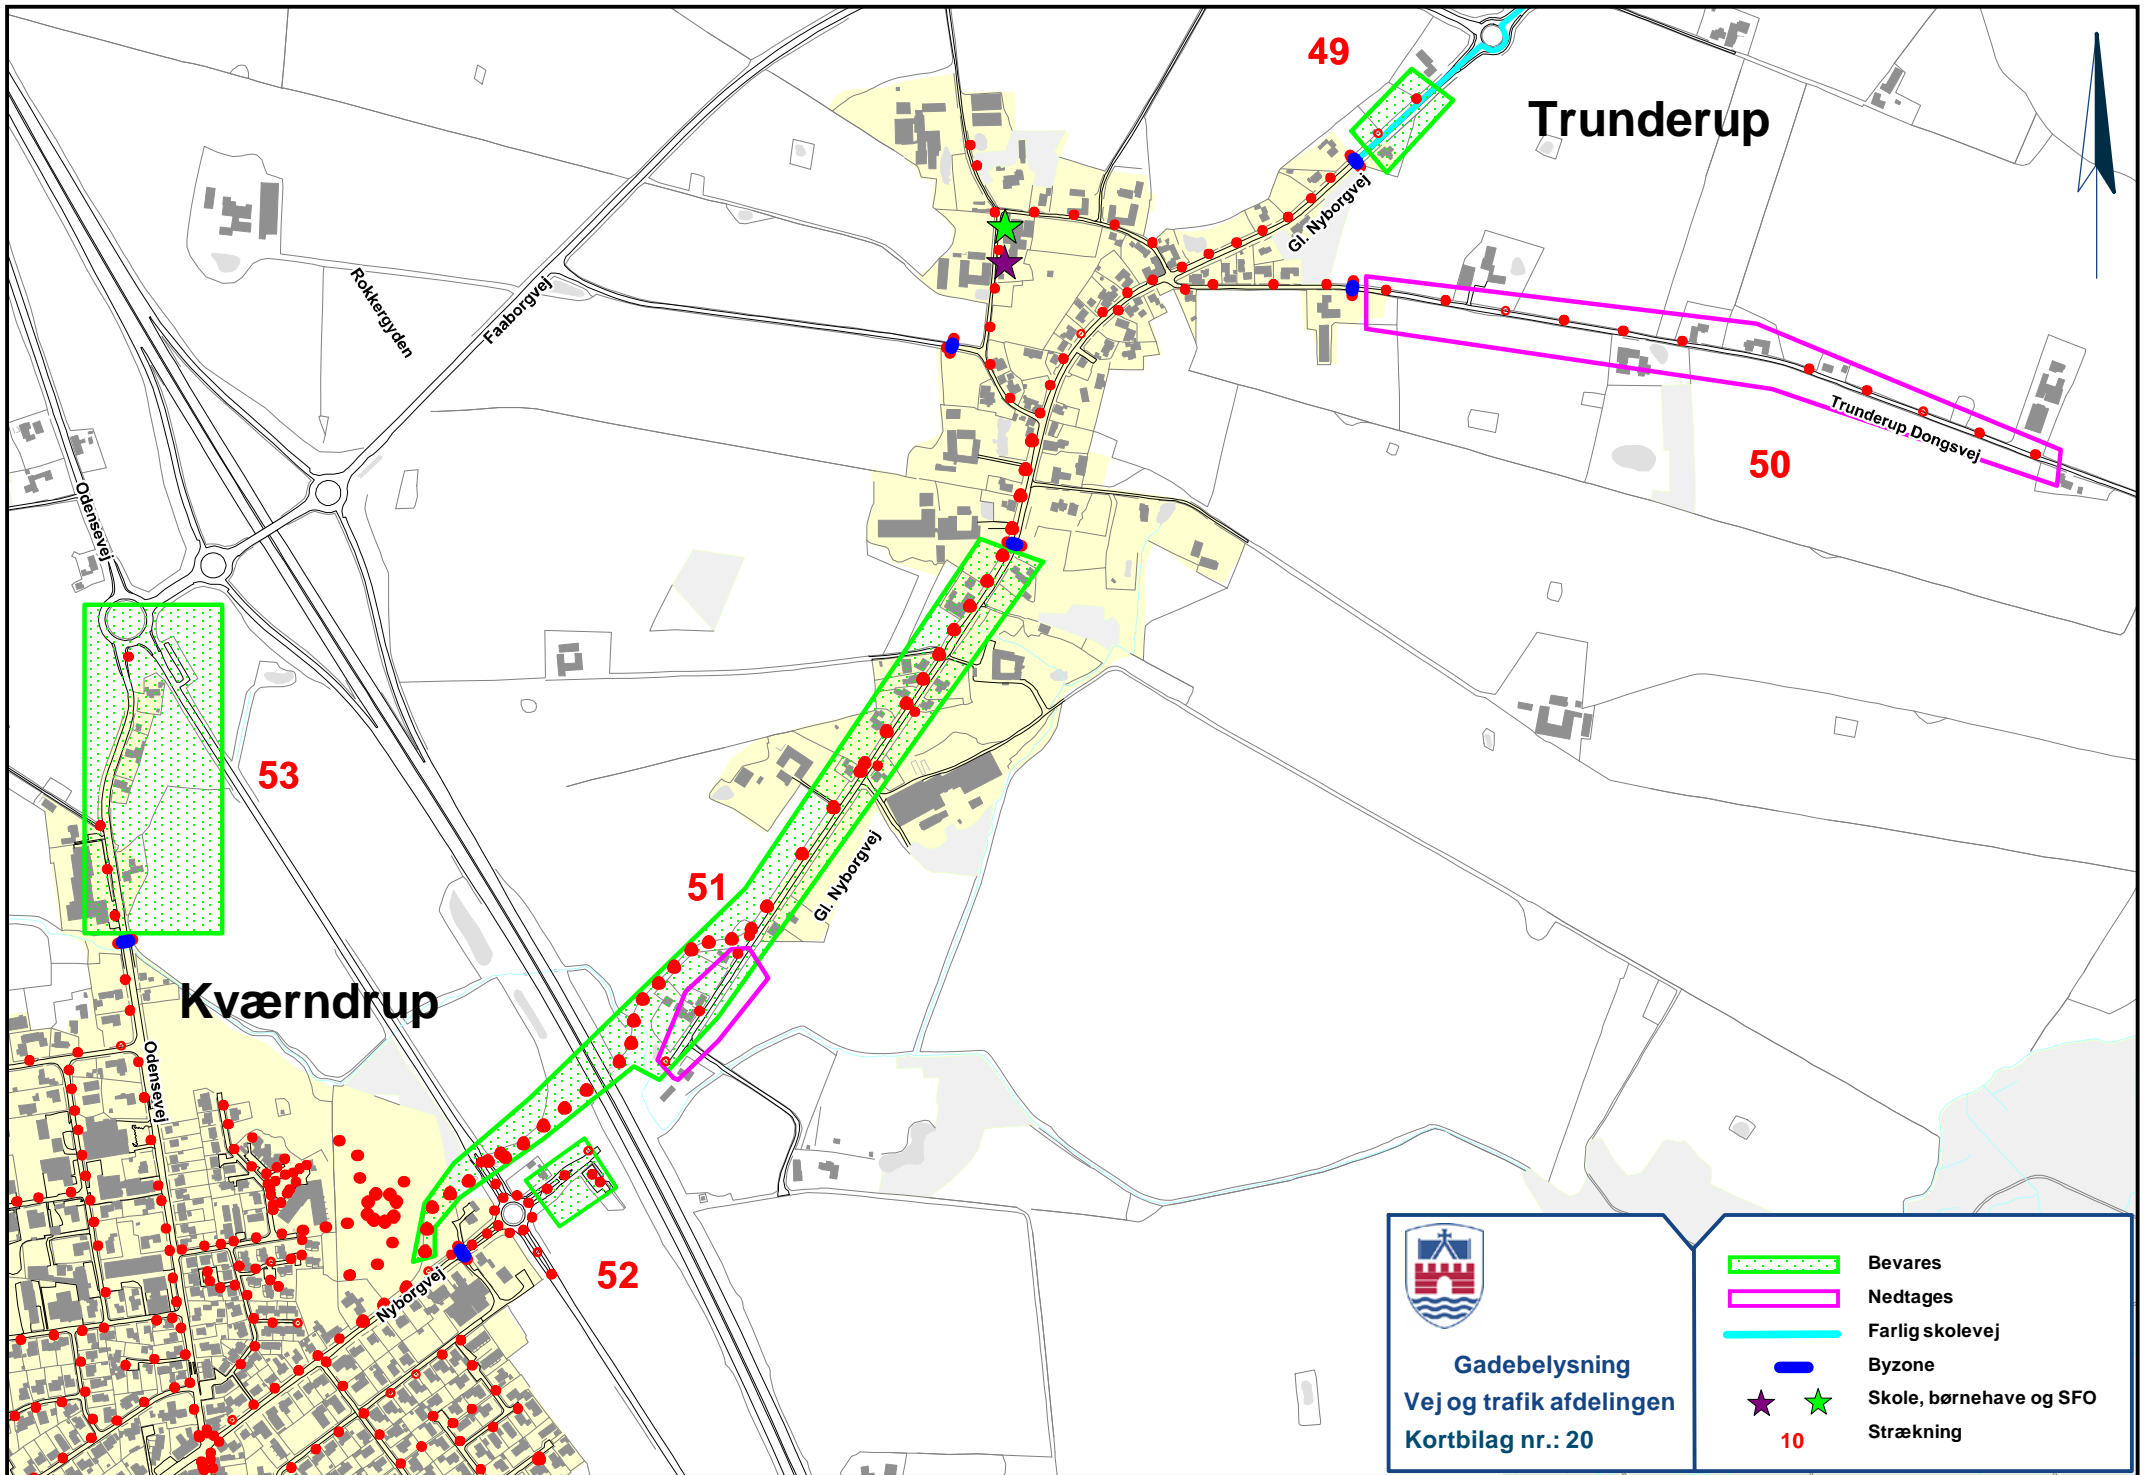 49
Trunderup
Gl. Nyborgvej
Rokkergyden
Faaborgvej
Trunderup Dongsvej
50
Odensevej
53
51
Gl. Nyborgvej
Kværndrup
Odensevej
52
Nyborgvej
Gadebelysning
Vej og trafik afdelingen
Kortbilag nr.: 20
Bevares
Nedtages
Farlig skolevej
Byzone
Skole, børnehave og SFO
10 Strækning